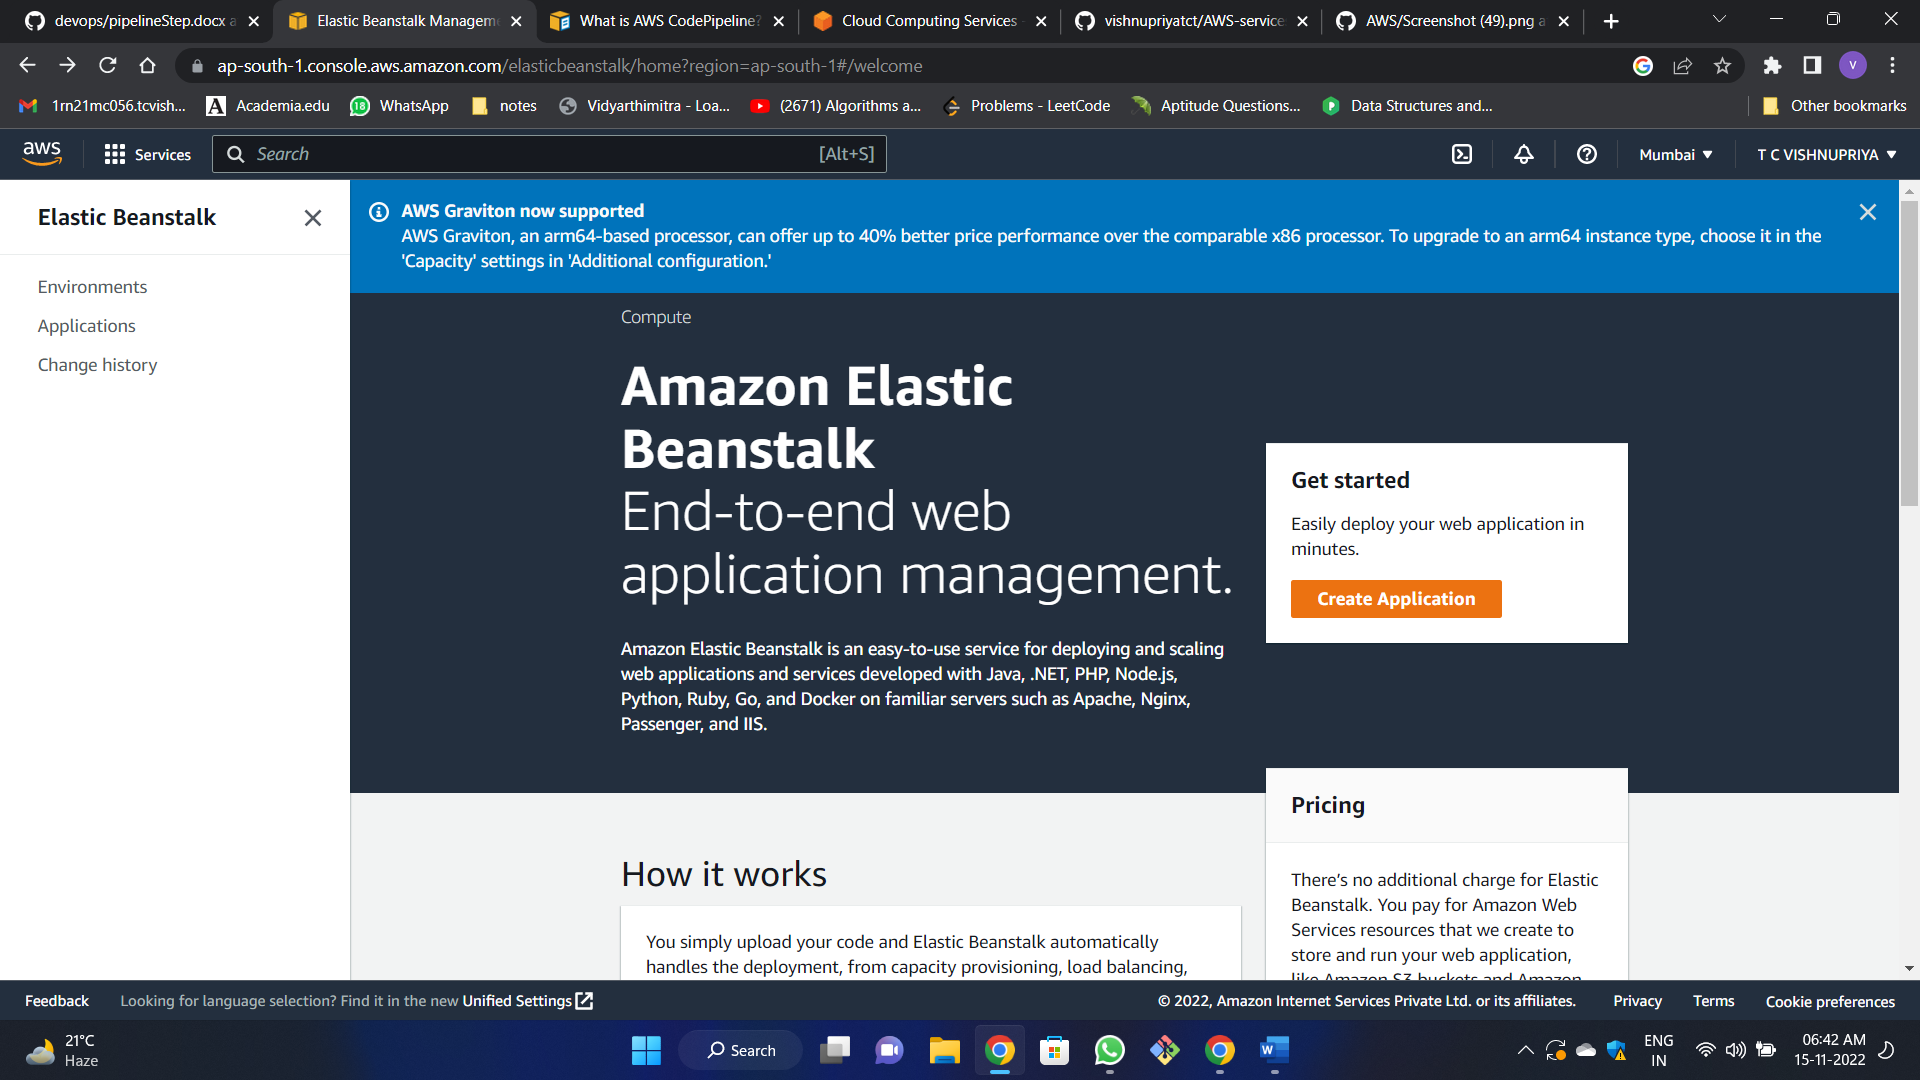 devops/pipelineStep.docx a
Elastic Beanstalk Manageme
What is AWS CodePipeline?
Cloud Computing Services -
vishnupriyatct/AWS-service
AWS/Screenshot (49).png a
ap-south-1.console.aws.amazon.com/elasticbeanstalk/home?region=ap-south-1#/welcome
V
1rn21mc056.tcvish...
Academia.edu
WhatsApp
notes
Vidyarthimitra - Loa...
(2671) Algorithms a...
Problems - LeetCode
Aptitude Questions...
Data Structures and...
Other bookmarks
aws
Services
Search
[Alt+S]
Mumbai
T C VISHNUPRIYA
Elastic Beanstalk
Environments
Applications
Change history
AWS Graviton now supported
AWS Graviton, an arm64-based processor, can offer up to 40% better price performance over the comparable x86 processor. To upgrade to an arm64 instance type, choose it in the
'Capacity' settings in 'Additional configuration.'
Compute
Amazon Elastic
Beanstalk
End-to-end web
application management.
Amazon Elastic Beanstalk is an easy-to-use service for deploying and scaling
web applications and services developed with Java, .NET, PHP, Node.js,
Python, Ruby, Go, and Docker on familiar servers such as Apache, Nginx,
Passenger, and IIS.
Get started
Easily deploy your web application in
minutes.
Create Application
How it works
You simply upload your code and Elastic Beanstalk automatically
handles the deployment, from capacity provisioning, load balancing,
Pricing
There's no additional charge for Elastic
Beanstalk. You pay for Amazon Web
Services resources that we create to
store and run your web application,
like Amazon S3 buckets and Amazon
Feedback
Looking for language selection? Find it in the new Unified Settings
© 2022, Amazon Internet Services Private Ltd. or its affiliates.
Privacy
Terms
Cookie preferences
21°C
Haze
Search
ENG
IN
06:42 AM
15-11-2022